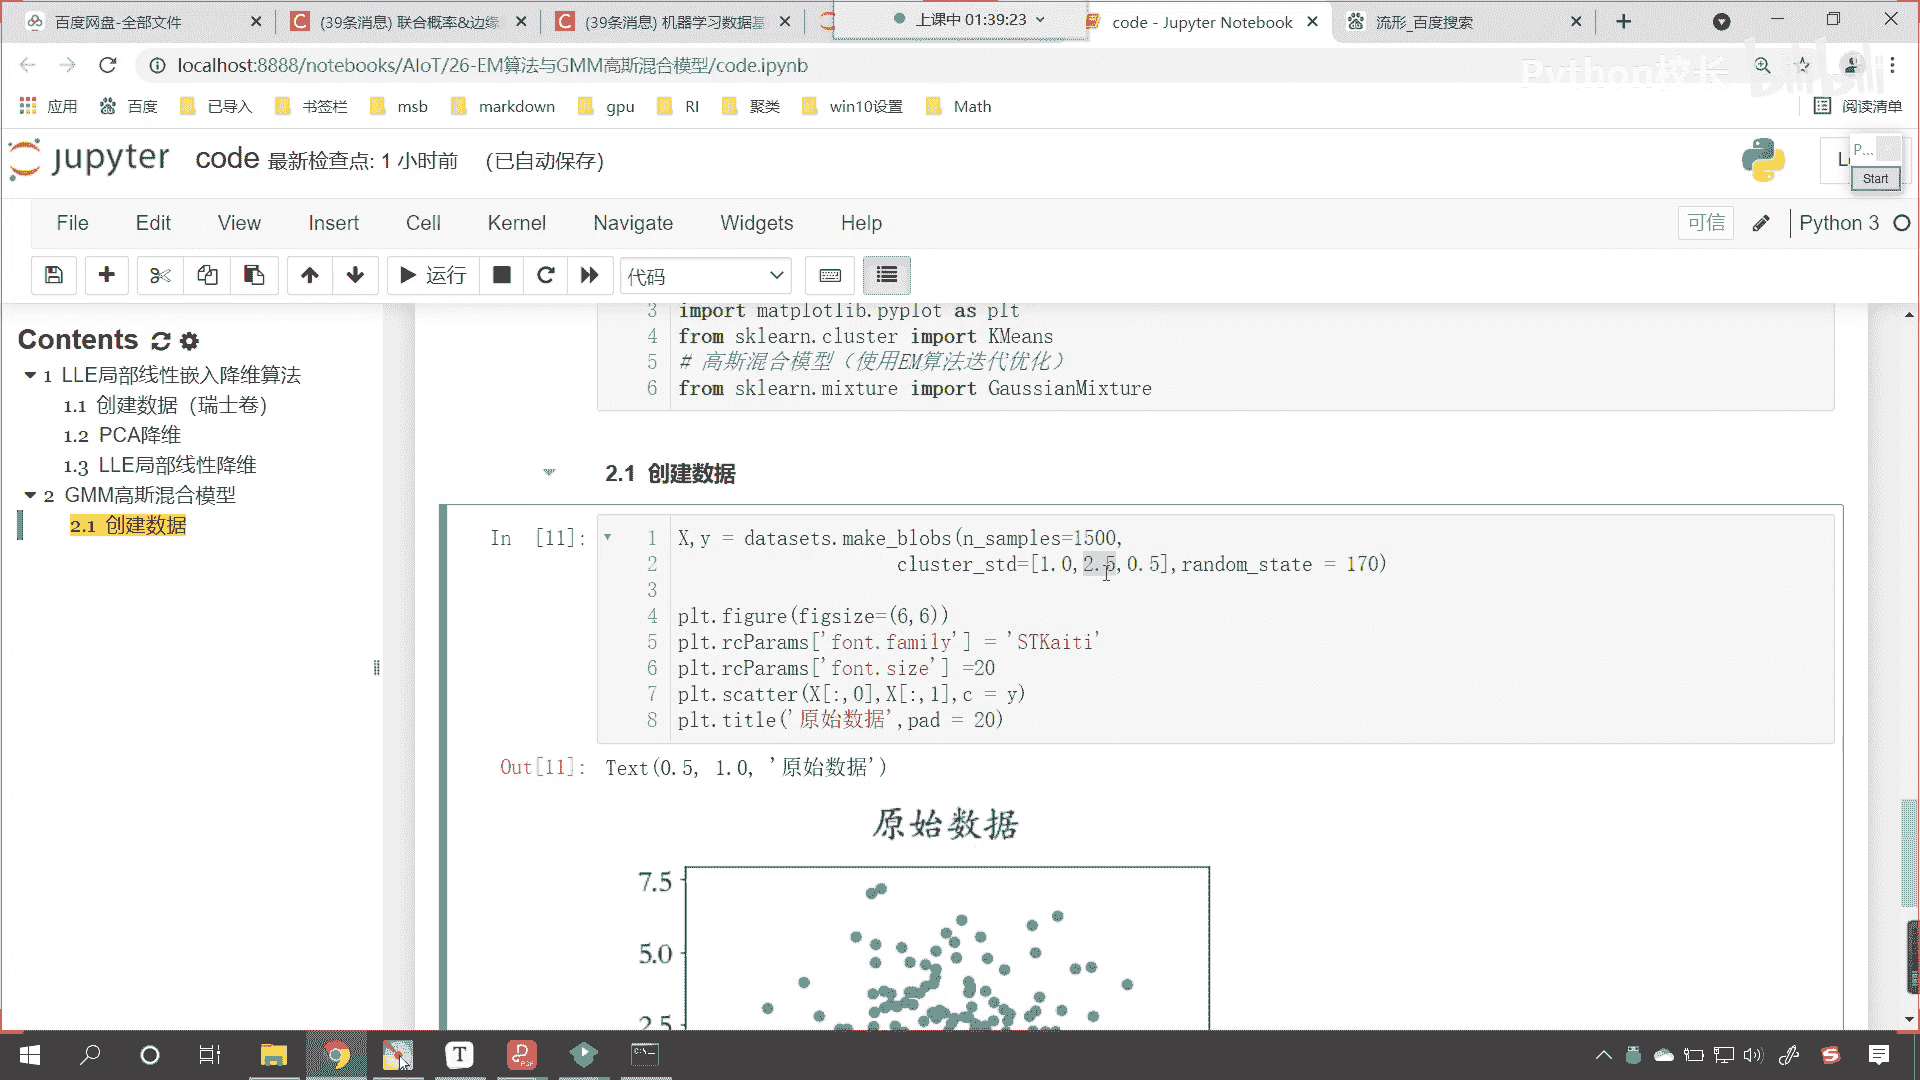 百度网盘-全部文件
(39条消息) 联合概率&边缘
(39条消息) 机器学习数据基
上课中 01:39:23
code - Jupyter Notebook
流形_百度搜索
localhost:8888/notebooks/AIoT/26-EM算法与GMM高斯混合模型/code.ipynb
Python校长
bilibili
应用 百度 已导入 书签栏 msb markdown gpu RI 聚类 win10设置 Math 阅读清单
jupyter code 最新检查点: 1 小时前 (已自动保存)
P...
Start
File Edit View Insert Cell Kernel Navigate Widgets Help 可信 Python 3
运行 代码
Contents
1 LLE局部线性嵌入降维算法
1.1 创建数据（瑞士卷）
1.2 PCA降维
1.3 LLE局部线性降维
2 GMM高斯混合模型
2.1 创建数据
3 import matplotlib.pyplot as plt
4 from sklearn.cluster import KMeans
5 # 高斯混合模型（使用EM算法迭代优化）
6 from sklearn.mixture import GaussianMixture
2.1 创建数据
In [11]:
1 X,y = datasets.make_blobs(n_samples=1500,
2 cluster_std=[1.0,2.5,0.5],random_state = 170)
3
4 plt.figure(figsize=(6,6))
5 plt.rcParams['font.family'] = 'STKaiti'
6 plt.rcParams['font.size'] =20
7 plt.scatter(X[:,0],X[:,1],c = y)
8 plt.title('原始数据',pad = 20)
Out[11]: Text(0.5, 1.0, '原始数据')
原始数据
7.5
5.0
2.5